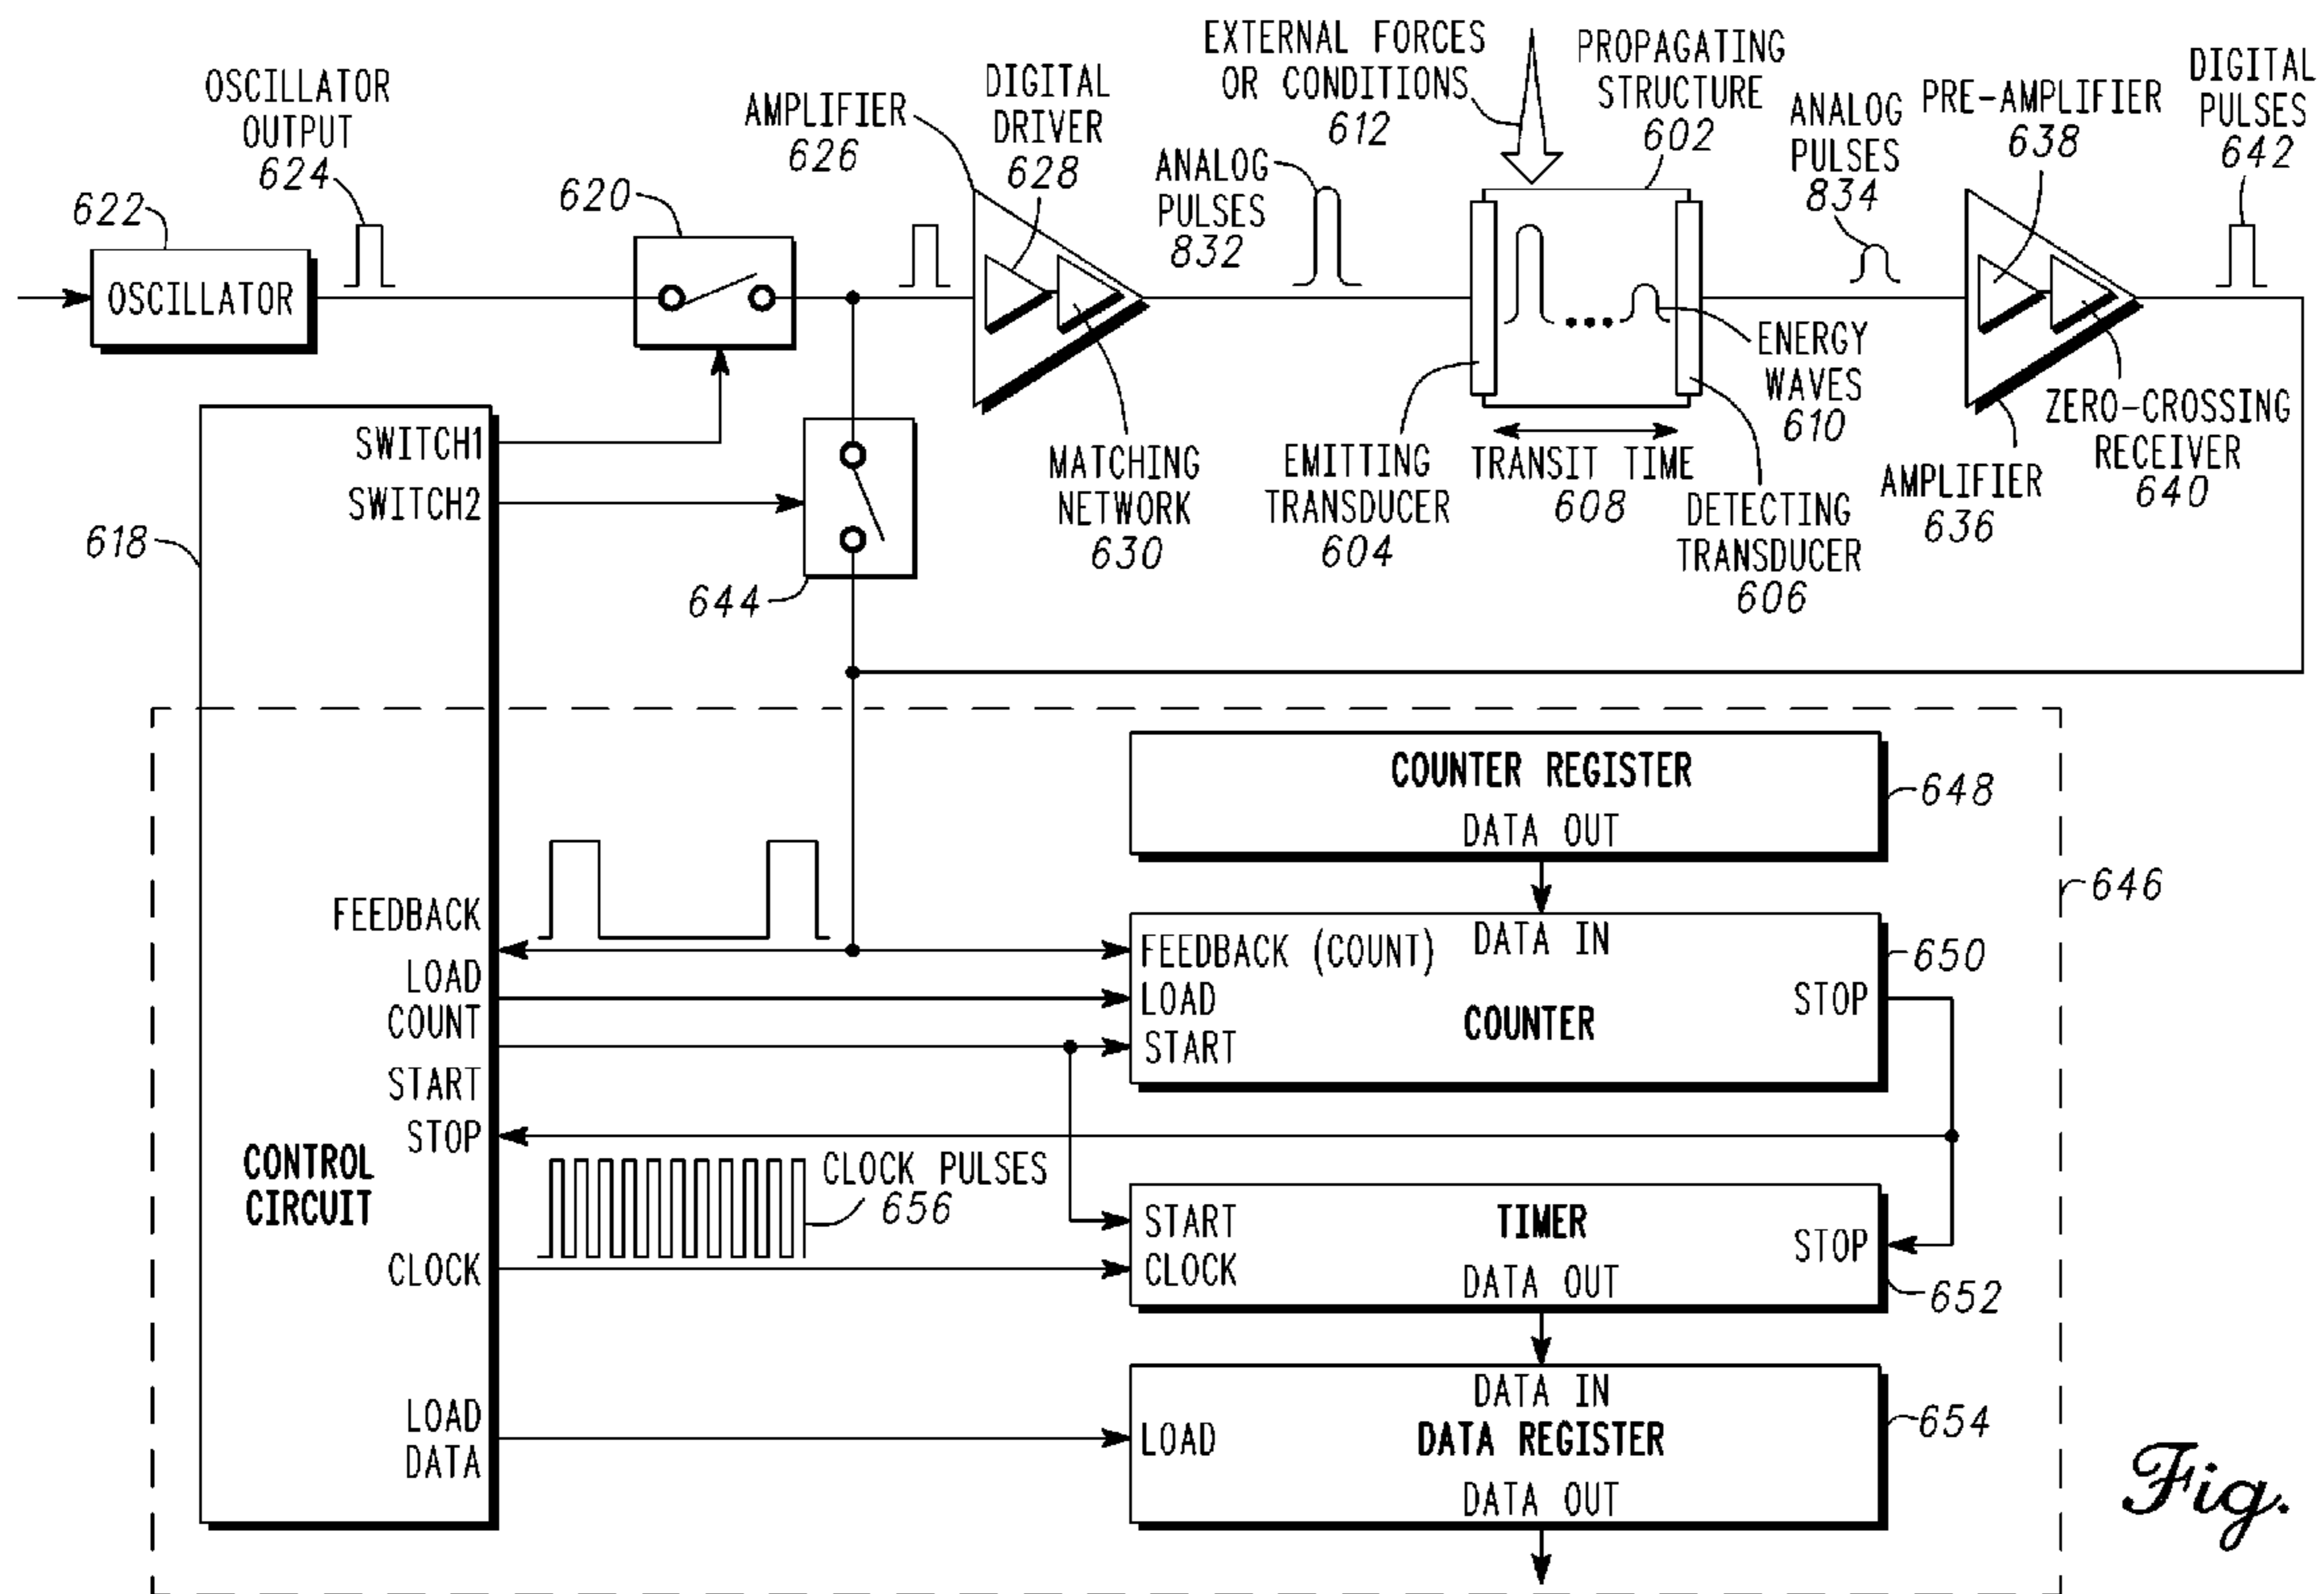 OSCILLATOR
OUTPUT
624
622
OSCILLATOR
620
AMPLIFIER
626
DIGITAL
DRIVER
628
MATCHING
NETWORK
630
EXTERNAL FORCES
OR CONDITIONS
612
ANALOG
PULSES
832
PROPAGATING
STRUCTURE
602
ANALOG
PULSES
834
PRE-AMPLIFIER
638
DIGITAL
PULSES
642
ENERGY
WAVES
610
ZERO-CROSSING
RECEIVER
640
EMITTING
TRANSDUCER
604
TRANSIT TIME
608
DETECTING
TRANSDUCER
606
AMPLIFIER
636
618
SWITCH1
SWITCH2
644
COUNTER REGISTER
DATA OUT
648
646
FEEDBACK
LOAD
COUNT
START
STOP
CONTROL
CIRCUIT
CLOCK
LOAD
DATA
CLOCK PULSES
656
FEEDBACK (COUNT)
DATA IN
LOAD
COUNTER
START
STOP
650
START
TIMER
STOP
CLOCK
DATA OUT
652
DATA IN
LOAD
DATA REGISTER
DATA OUT
654
Fig.